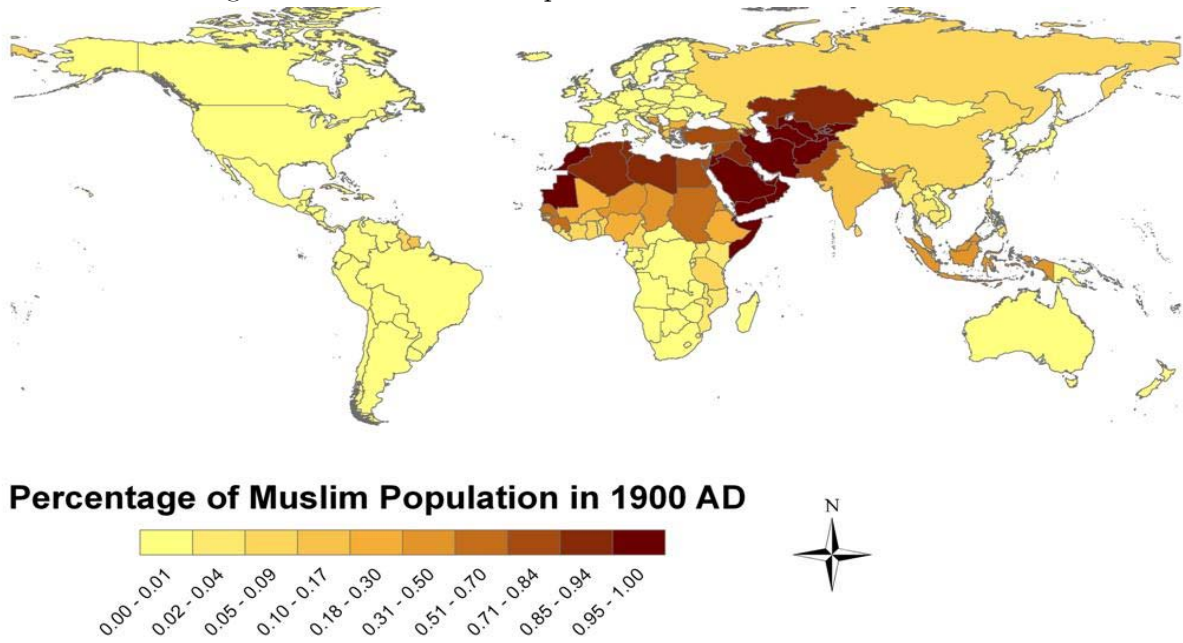 Percentage of Muslim Population in 1900 AD
N
0.00 - 0.01
0.02 - 0.04
0.05 - 0.09
0.10 - 0.17
0.18 - 0.30
0.31 - 0.50
0.51 - 0.70
0.71 - 0.84
0.85 - 0.94
0.95 - 1.00